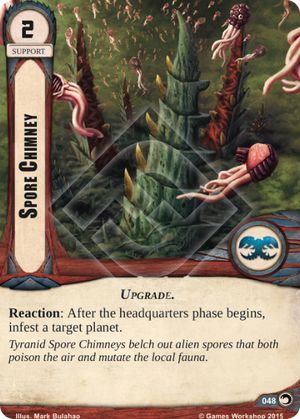 2
SUPPORT
SPORE CHIMNEY
UPGRADE.
Reaction: After the headquarters phase begins,
infest a target planet.
Tyranid Spore Chimneys belch out alien spores that both
poison the air and mutate the local fauna.
Illus. Mark Bulahao
048
© Games Workshop 2015